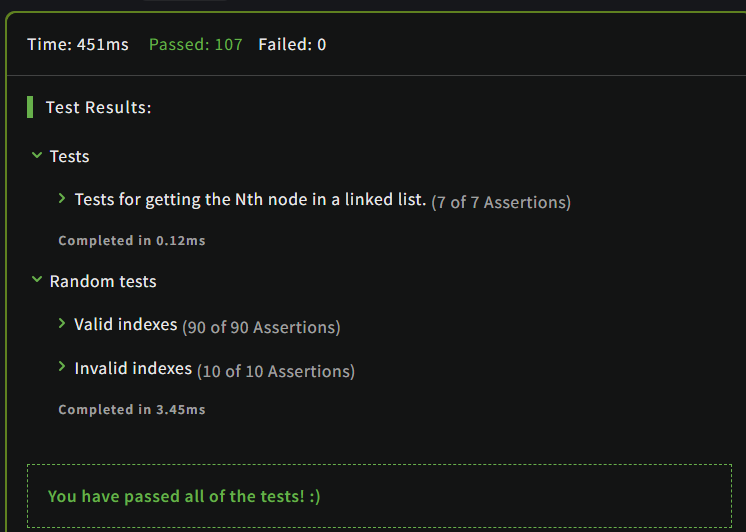 Time: 451ms Passed: 107 Failed: 0
Test Results:
Tests
Tests for getting the Nth node in a linked list. (7 of 7 Assertions)
Completed in 0.12ms
Random tests
Valid indexes (90 of 90 Assertions)
Invalid indexes (10 of 10 Assertions)
Completed in 3.45ms
You have passed all of the tests! :)